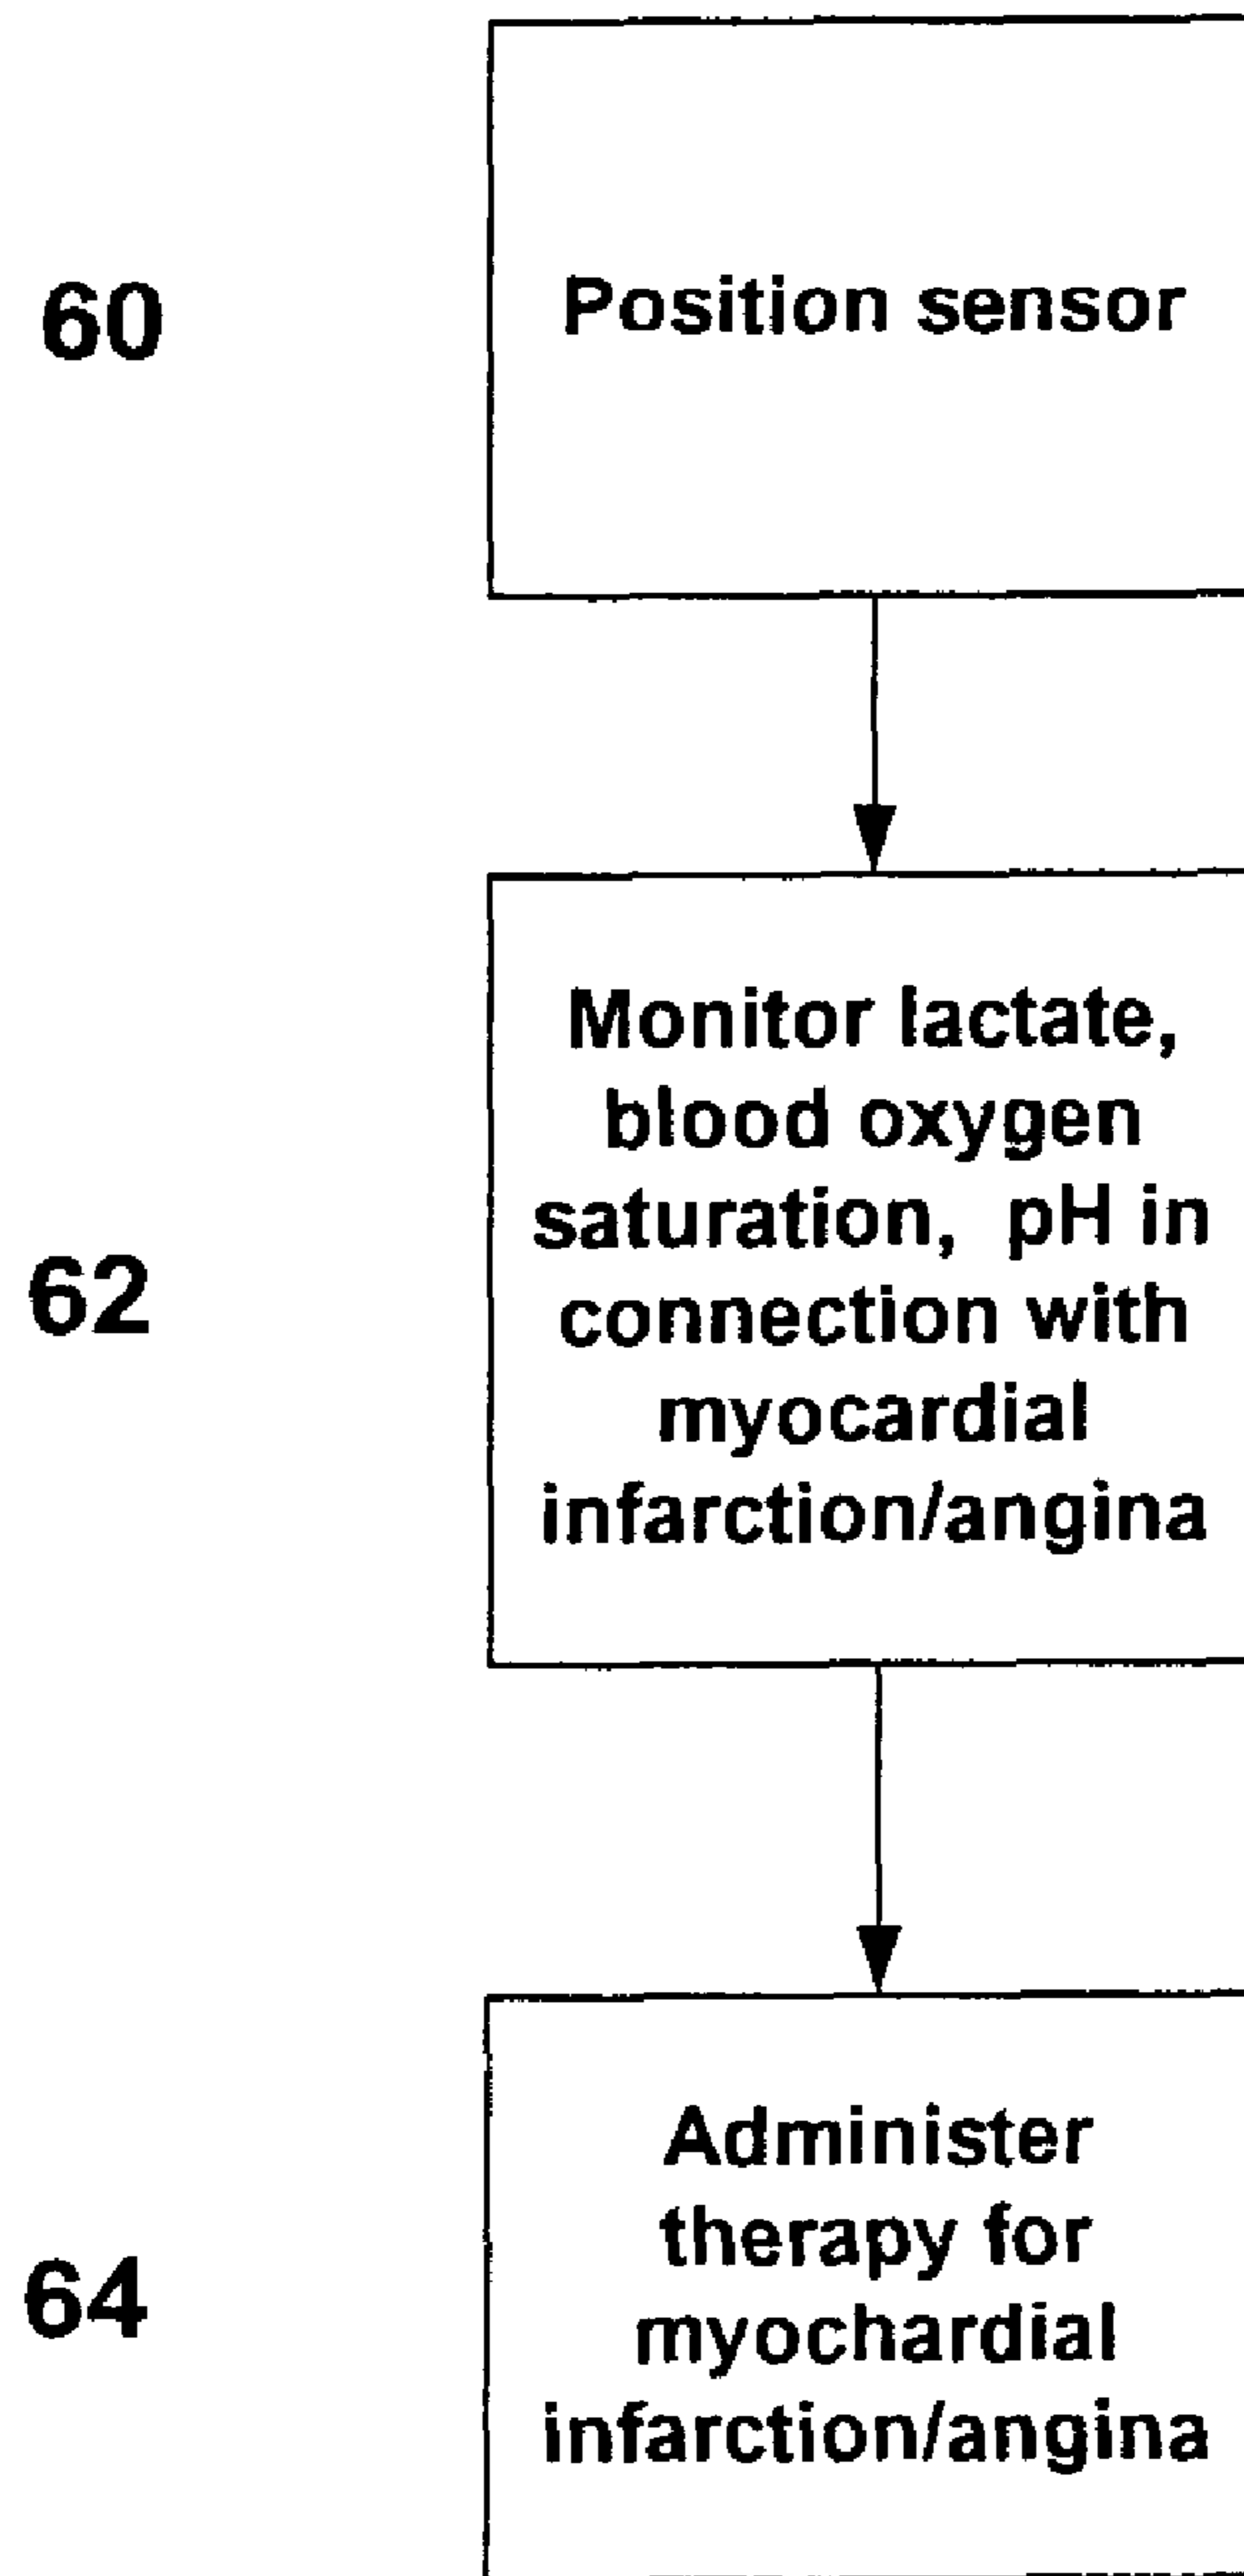 60
Position sensor
62
Monitor lactate,
blood oxygen
saturation, pH in
connection with
myocardial
infarction/angina
64
Administer
therapy for
myochardial
infarction/angina